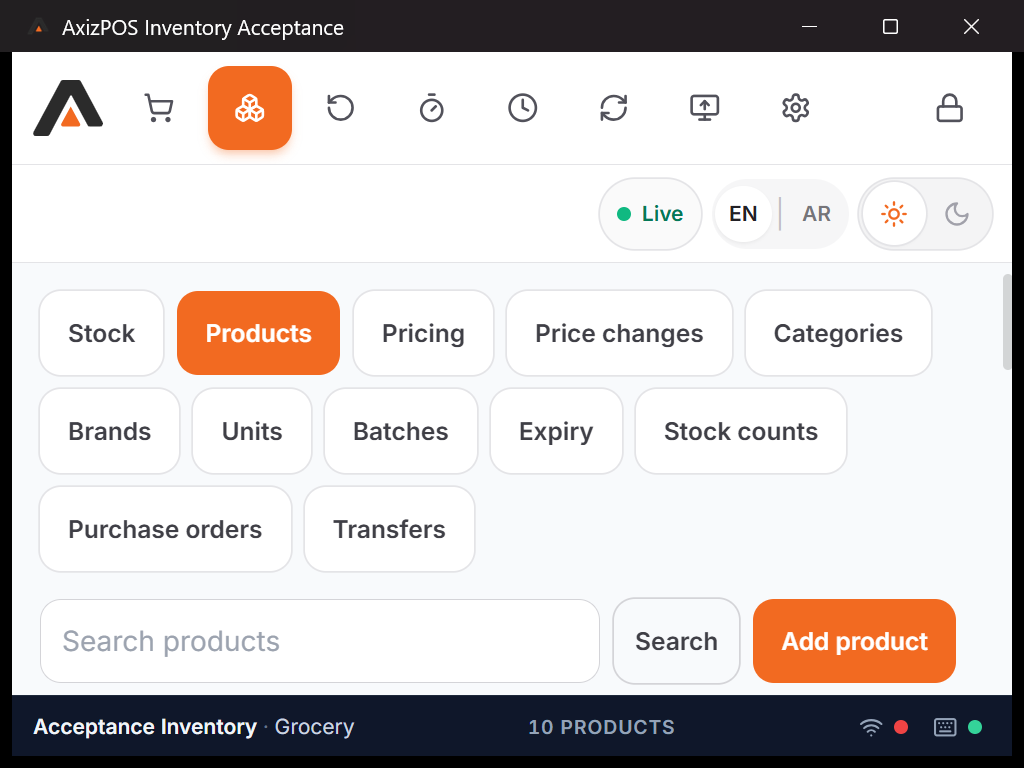 AxizPOS Inventory Acceptance
Live
EN | AR
Stock
Products
Pricing
Price changes
Categories
Brands
Units
Batches
Expiry
Stock counts
Purchase orders
Transfers
Search products
Search
Add product
Acceptance Inventory · Grocery
10 PRODUCTS